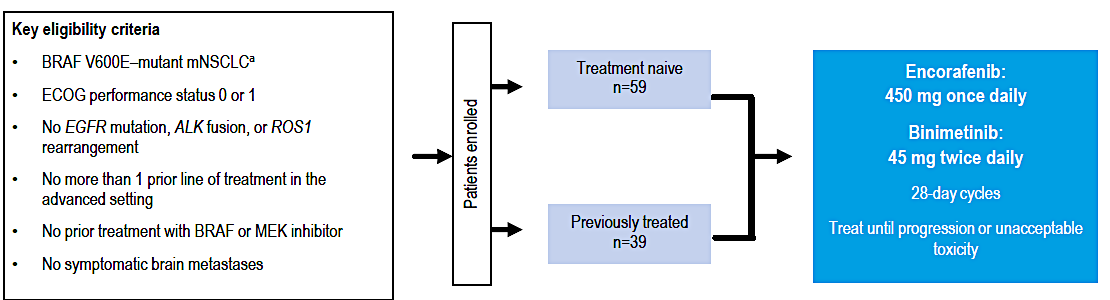 Key eligibility criteria
• BRAF V600E–mutant mNSCLCᵃ
• ECOG performance status 0 or 1
• No EGFR mutation, ALK fusion, or ROS1
rearrangement
• No more than 1 prior line of treatment in the
advanced setting
• No prior treatment with BRAF or MEK inhibitor
• No symptomatic brain metastases
Patients enrolled
Treatment naive
n=59
Previously treated
n=39
Encorafenib:
450 mg once daily
Binimetinib:
45 mg twice daily
28-day cycles
Treat until progression or unacceptable
toxicity